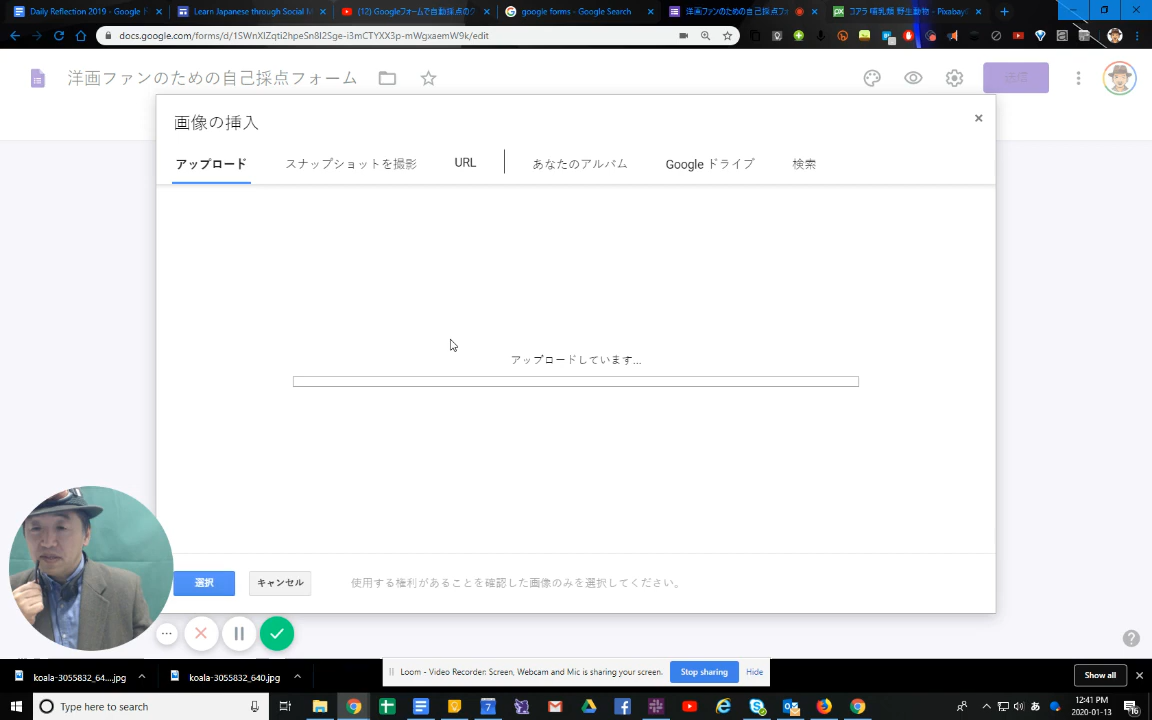 Daily Reflection 2019 - Google
Learn Japanese through Social M
(12) Googleフォームで自動採点の
google forms - Google Search
洋画ファンのための自己採点フォ
コアラ 哺乳類 野生動物 - Pixabay
docs.google.com/forms/d/1SWnXIZqti2hpeSn8I2Sge-i3mCTYXX3p-mWgxaemW9k/edit
洋画ファンのための自己採点フォーム
送信
画像の挿入
×
アップロード
スナップショットを撮影
URL
あなたのアルバム
Google ドライブ
検索
アップロードしています...
選択
キャンセル
使用する権利があることを確認した画像のみを選択してください。
koala-3055832_64....jpg
koala-3055832_640.jpg
Loom - Video Recorder: Screen, Webcam and Mic is sharing your screen.
Stop sharing
Hide
Show all
Type here to search
あ
12:41 PM
2020-01-13
16